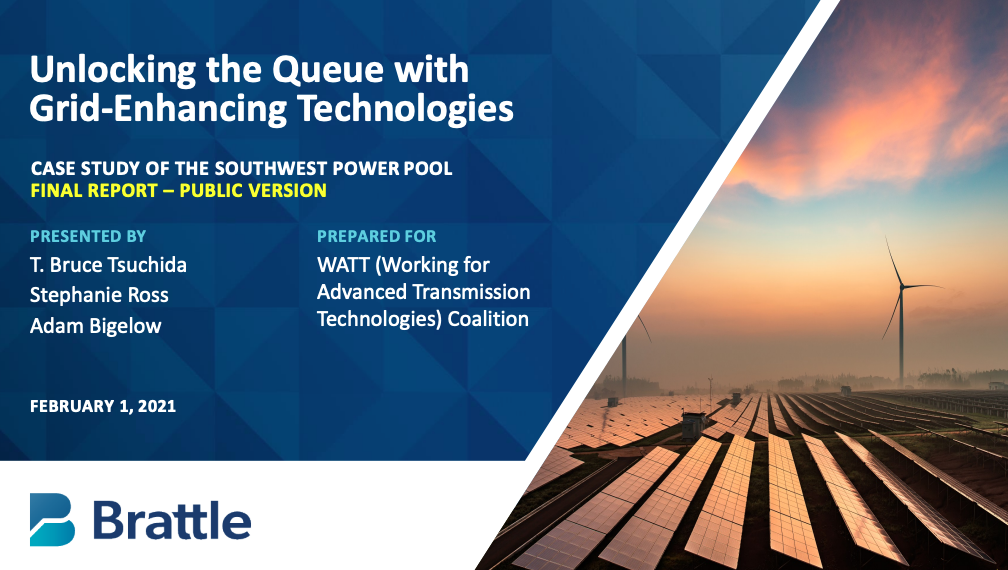 Unlocking the Queue with
Grid-Enhancing Technologies
CASE STUDY OF THE SOUTHWEST POWER POOL
FINAL REPORT – PUBLIC VERSION
PRESENTED BY
T. Bruce Tsuchida
Stephanie Ross
Adam Bigelow
PREPARED FOR
WATT (Working for
Advanced Transmission
Technologies) Coalition
FEBRUARY 1, 2021
Brattle